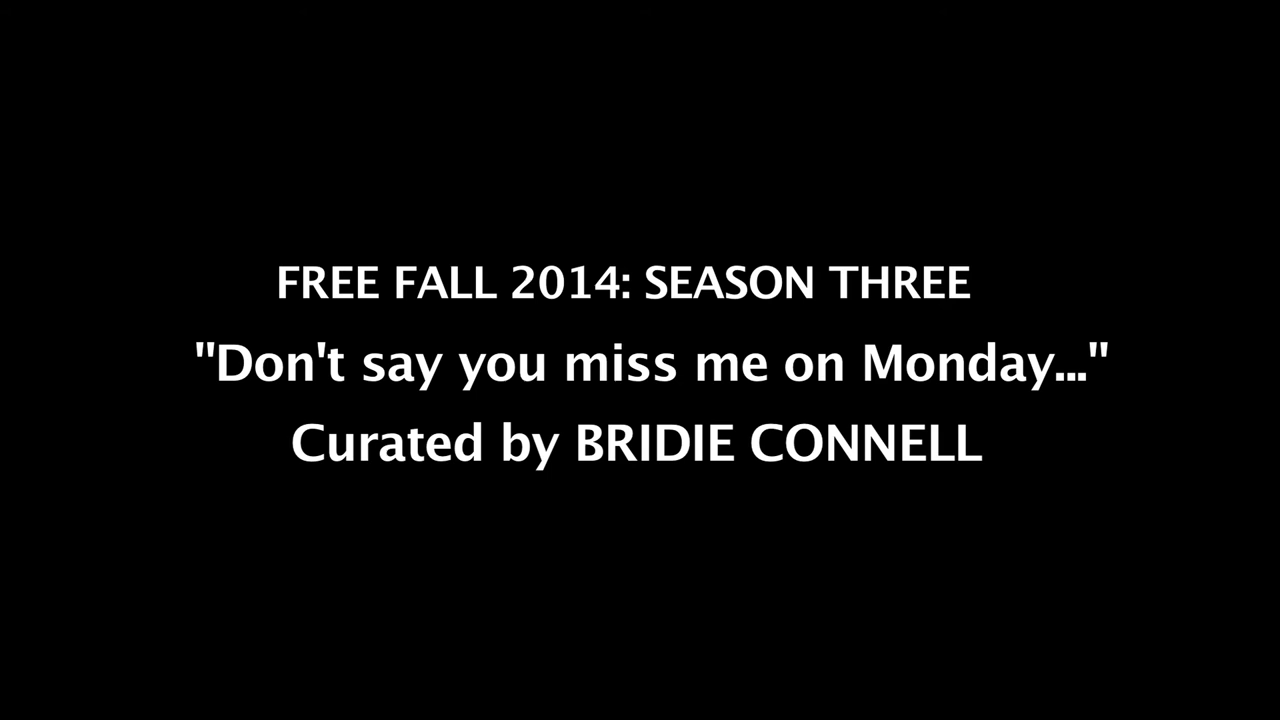 FREE FALL 2014: SEASON THREE
"Don't say you miss me on Monday..."
Curated by BRIDIE CONNELL